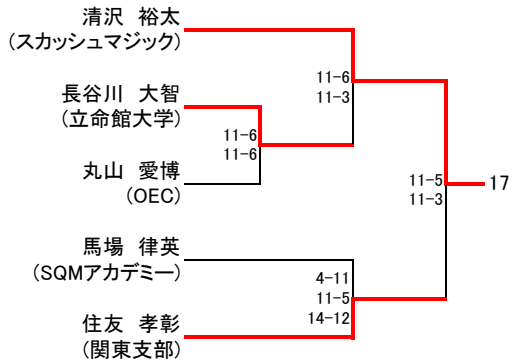 清沢 裕太
(スカッシュマジック)
11-6
11-3
長谷川 大智
(立命館大学)
11-6
11-6
丸山 愛博
(OEC)
11-5
11-3
17
馬場 律英
(SQMアカデミー)
4-11
11-5
14-12
住友 孝彰
(関東支部)